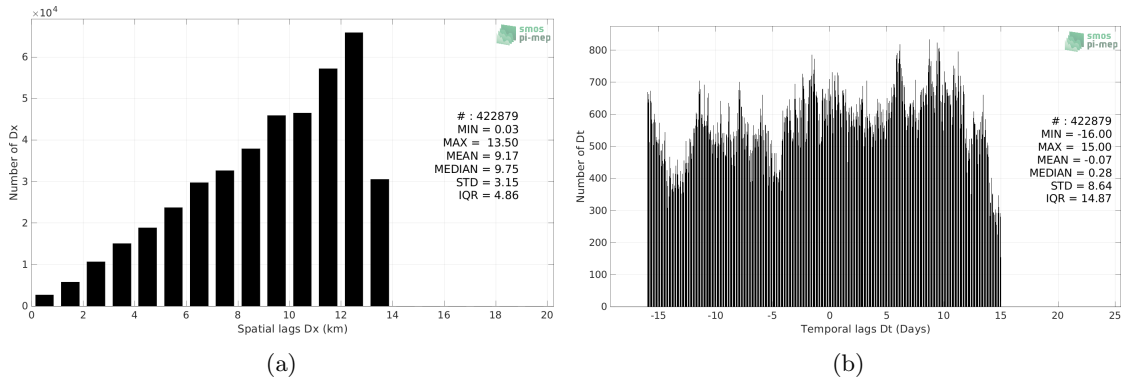 ×10⁴
6
5
4
3
2
1
0
Number of Dx
0 2 4 6 8 10 12 14 16 18 20
Spatial lags Dx (km)
smos
pi-mep
# : 422879
MIN = 0.03
MAX = 13.50
MEAN = 9.17
MEDIAN = 9.75
STD = 3.15
IQR = 4.86
(a)
800
700
600
500
400
300
200
100
0
Number of Dt
-15 -10 -5 0 5 10 15 20 25
Temporal lags Dt (Days)
smos
pi-mep
# : 422879
MIN = -16.00
MAX = 15.00
MEAN = -0.07
MEDIAN = 0.28
STD = 8.64
IQR = 14.87
(b)